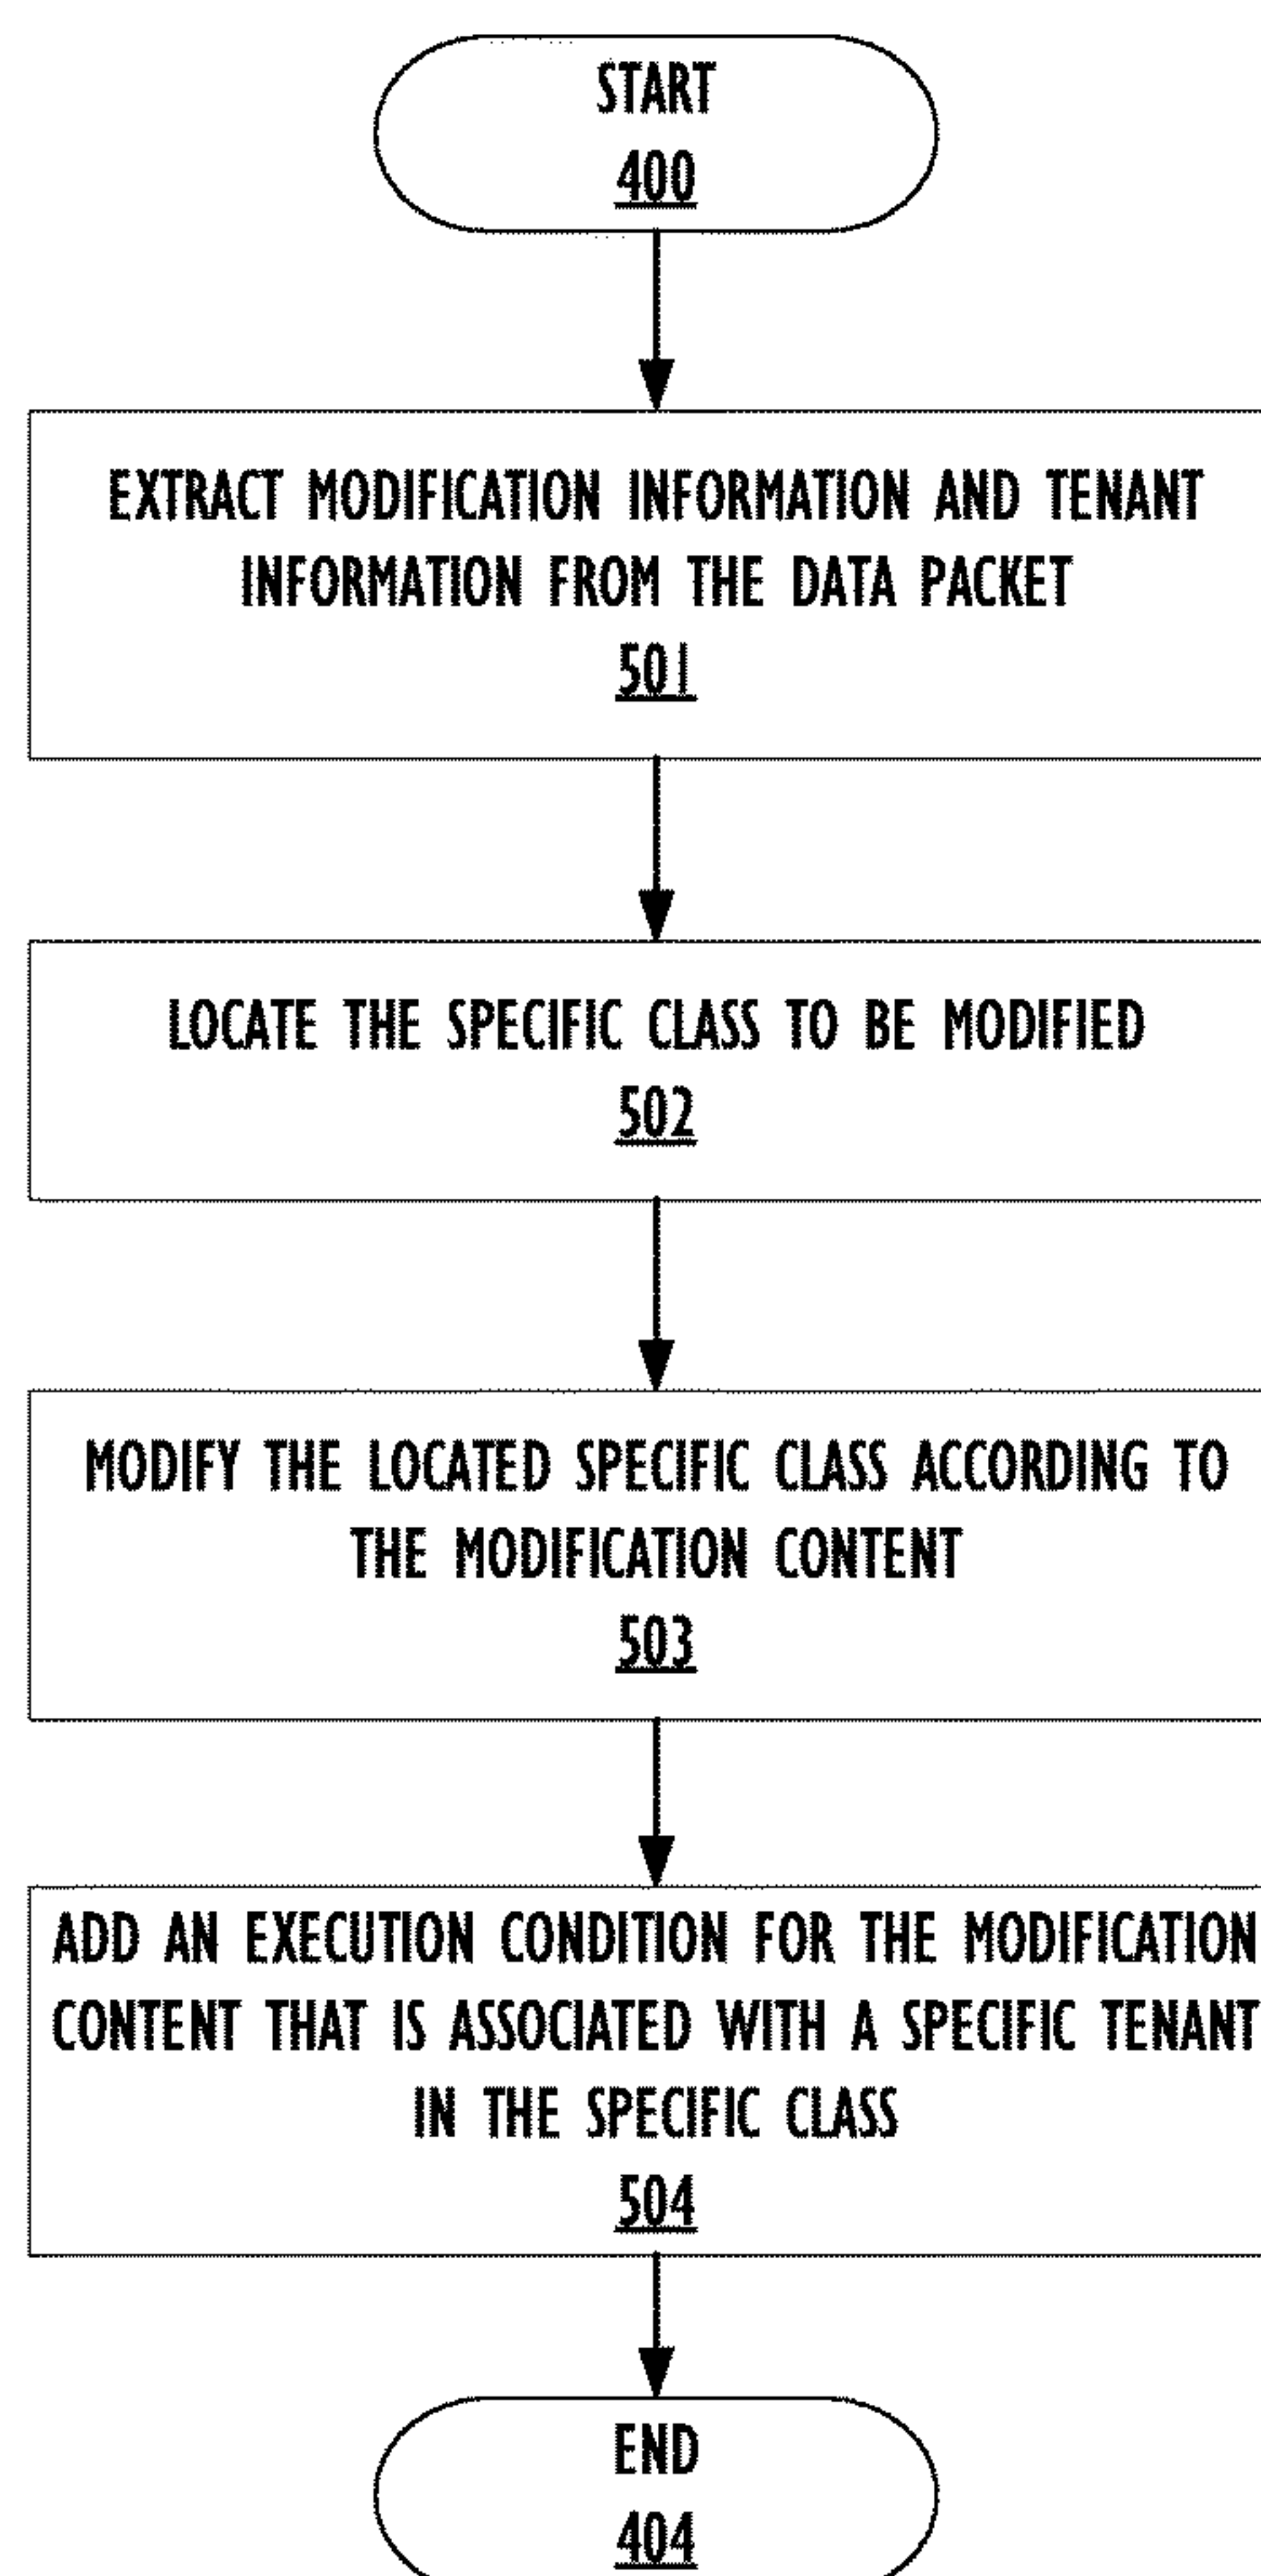 START
400
EXTRACT MODIFICATION INFORMATION AND TENANT
INFORMATION FROM THE DATA PACKET
501
LOCATE THE SPECIFIC CLASS TO BE MODIFIED
502
MODIFY THE LOCATED SPECIFIC CLASS ACCORDING TO
THE MODIFICATION CONTENT
503
ADD AN EXECUTION CONDITION FOR THE MODIFICATION
CONTENT THAT IS ASSOCIATED WITH A SPECIFIC TENANT
IN THE SPECIFIC CLASS
504
END
404